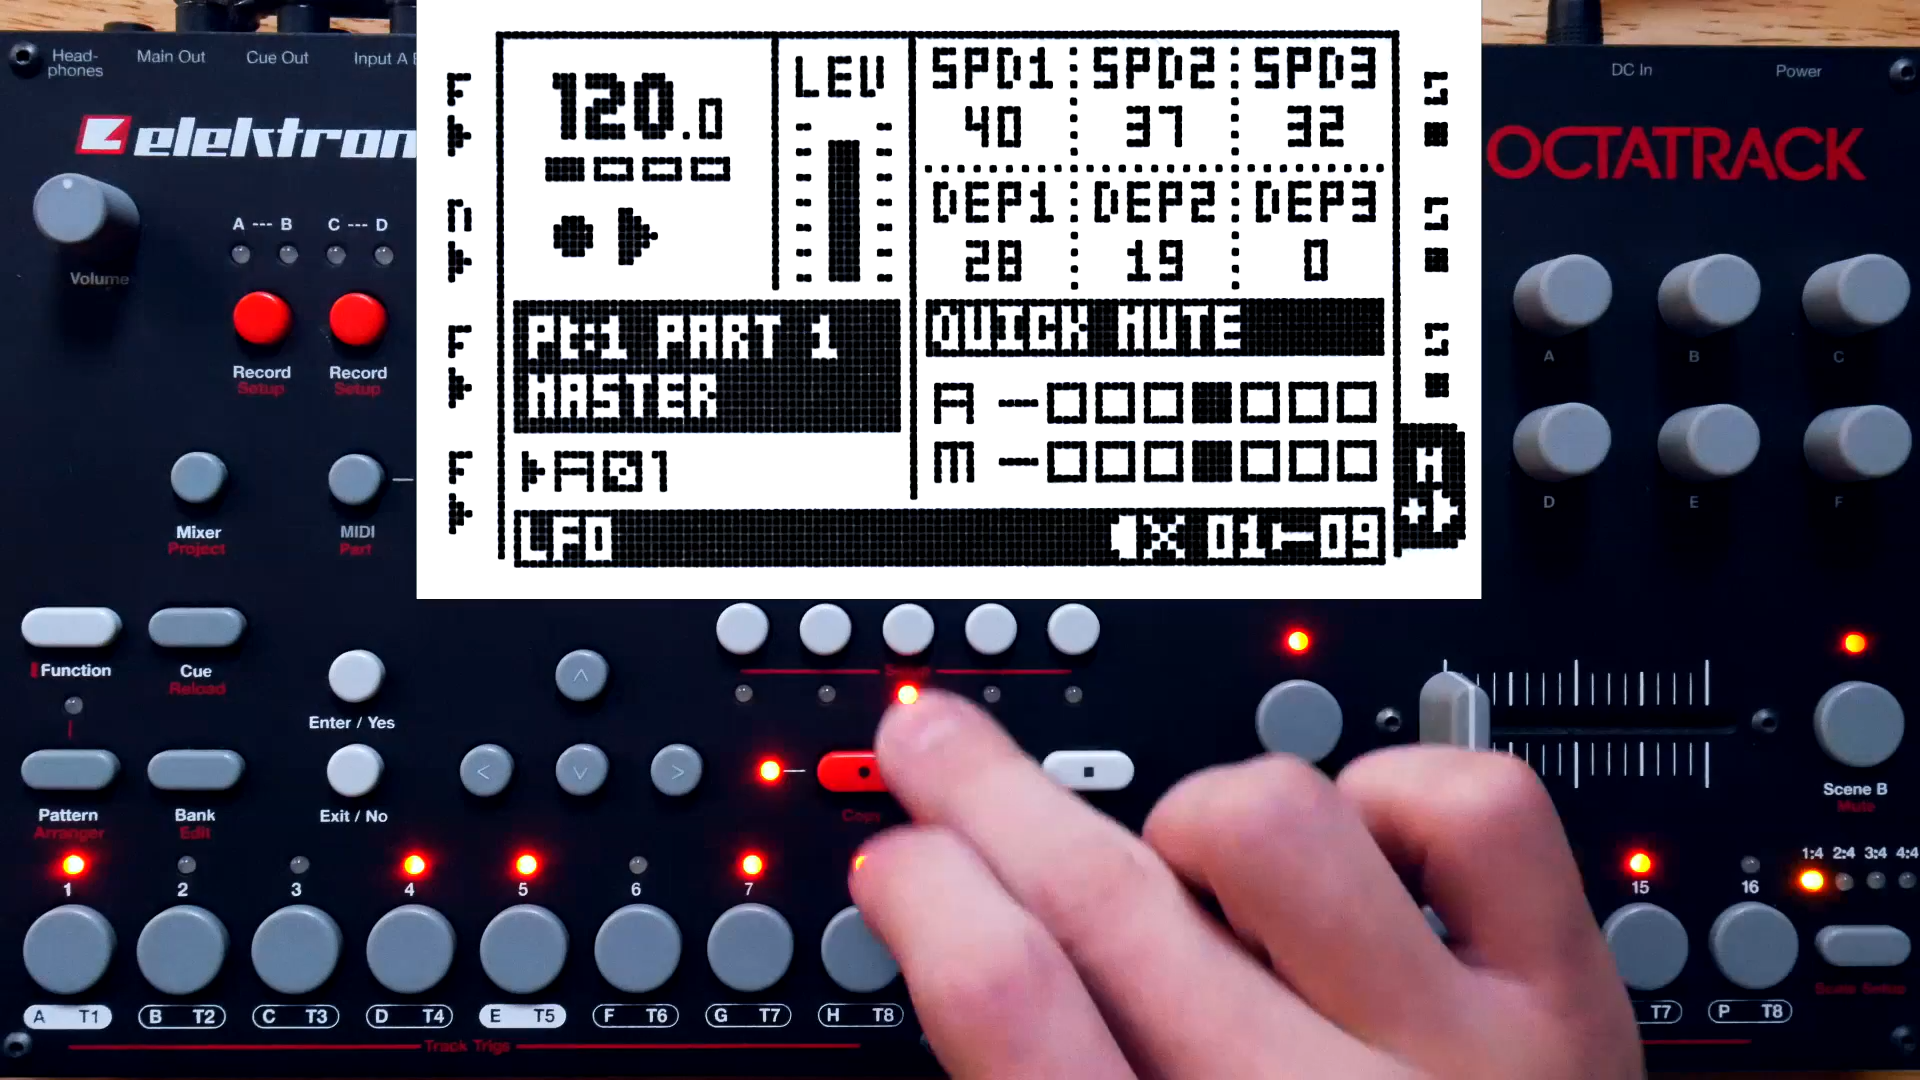 Head-
phones
Main Out
Cue Out
Input A B
DC In
Power
elektron
OCTATRACK
Volume
A --- B
C --- D
Record
Setup
Record
Setup
Mixer
Project
MIDI
Part
120.0
LEV
SPD1 SPD2 SPD3
40 37 32
DEP1 DEP2 DEP3
28 19 0
PART 1
MASTER
QUICK MUTE
A
M
A01
LFO
A
B
C
D
E
F
Function
Cue
Reload
Enter / Yes
Exit / No
Pattern
Arranger
Bank
Edit
Scene B
Mute
1:4 2:4 3:4 4:4
1
2
3
4
5
6
7
15
16
A T1
B T2
C T3
D T4
E T5
F T6
G T7
H T8
T7
P T8
Track Trigs
Scale Setup